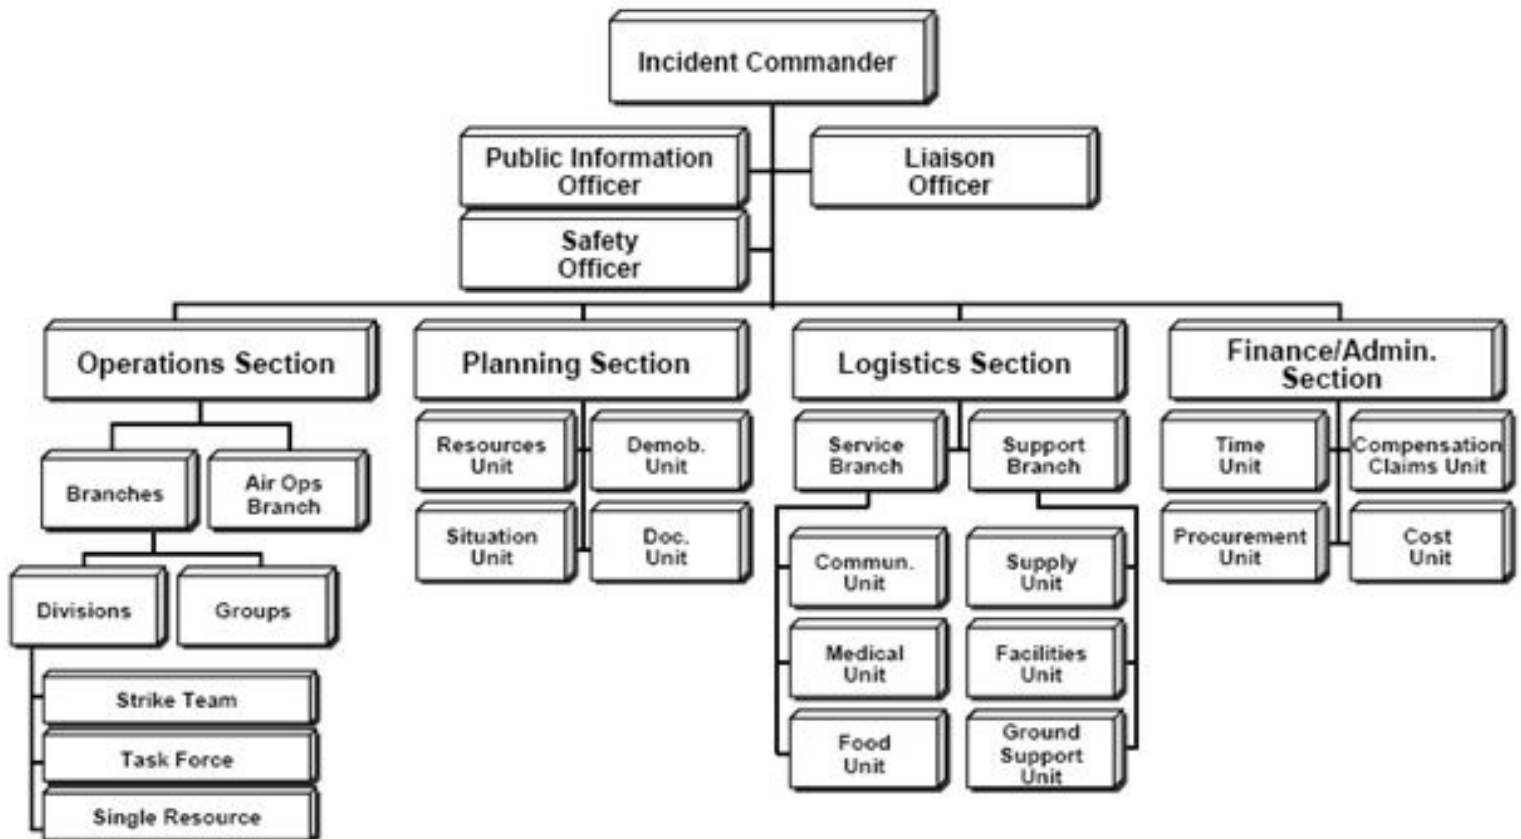 Incident Commander
Public Information
Officer
Liaison
Officer
Safety
Officer
Operations Section
Planning Section
Logistics Section
Finance/Admin.
Section
Branches
Air Ops
Branch
Divisions
Groups
Strike Team
Task Force
Single Resource
Resources
Unit
Demob.
Unit
Situation
Unit
Doc.
Unit
Service
Branch
Support
Branch
Commun.
Unit
Supply
Unit
Medical
Unit
Facilities
Unit
Food
Unit
Ground
Support
Unit
Time
Unit
Compensation
Claims Unit
Procurement
Unit
Cost
Unit